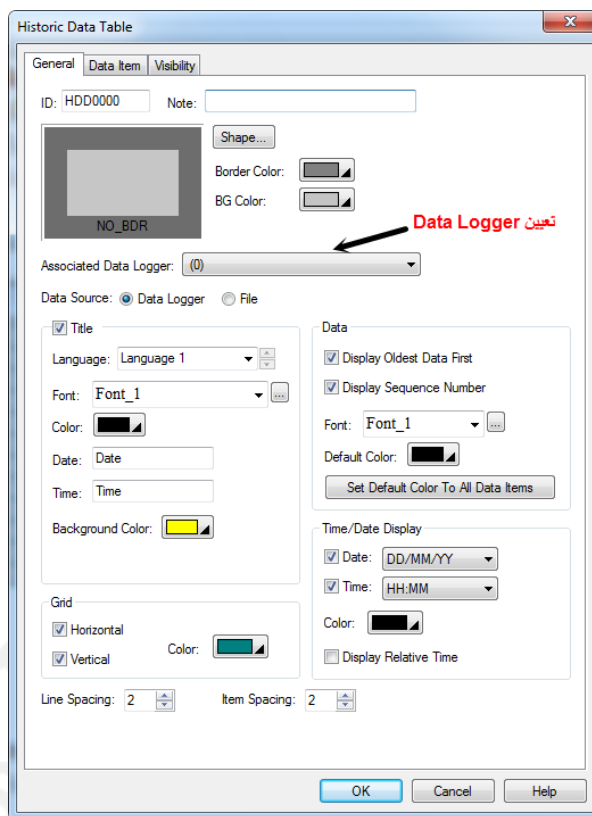 Historic Data Table
General Data Item Visibility
ID: HDD0000 Note:
NO_BDR
Shape...
Border Color:
BG Color:
تعیین Data Logger
Associated Data Logger: (0)
Data Source: Data Logger File
Title
Language: Language 1
Font: Font_1 ...
Color:
Date: Date
Time: Time
Background Color:
Data
Display Oldest Data First
Display Sequence Number
Font: Font_1 ...
Default Color:
Set Default Color To All Data Items
Time/Date Display
Date: DD/MM/YY
Time: HH:MM
Color:
Display Relative Time
Grid
Horizontal
Vertical
Color:
Line Spacing: 2 Item Spacing: 2
OK Cancel Help